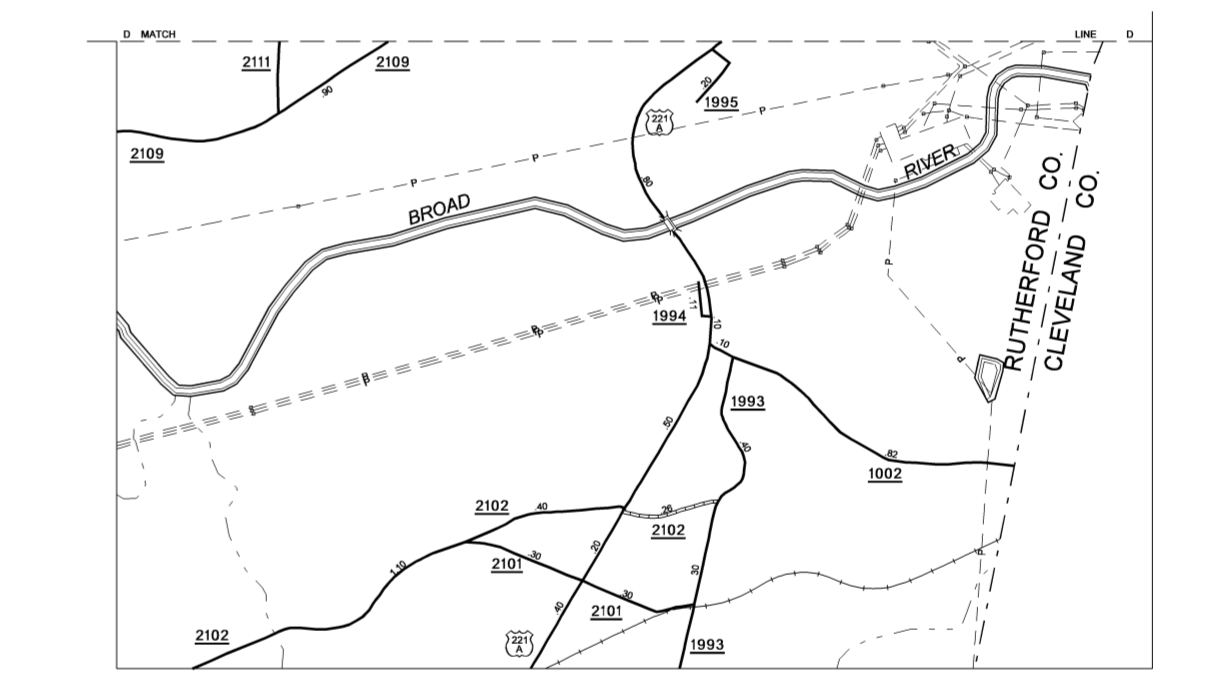 D MATCH
LINE D
2111
2109
.90
.20
1995
221
A
P
2109
P
P
.80
RIVER
BROAD
RUTHERFORD CO.
CLEVELAND CO.
P
P
P
.11
1994
.10
.10
P
P
P
1993
.50
.40
.82
1002
2102
.40
.26
2102
.20
.30
2101
1.10
P
.30
.30
.40
2101
2102
221
A
1993